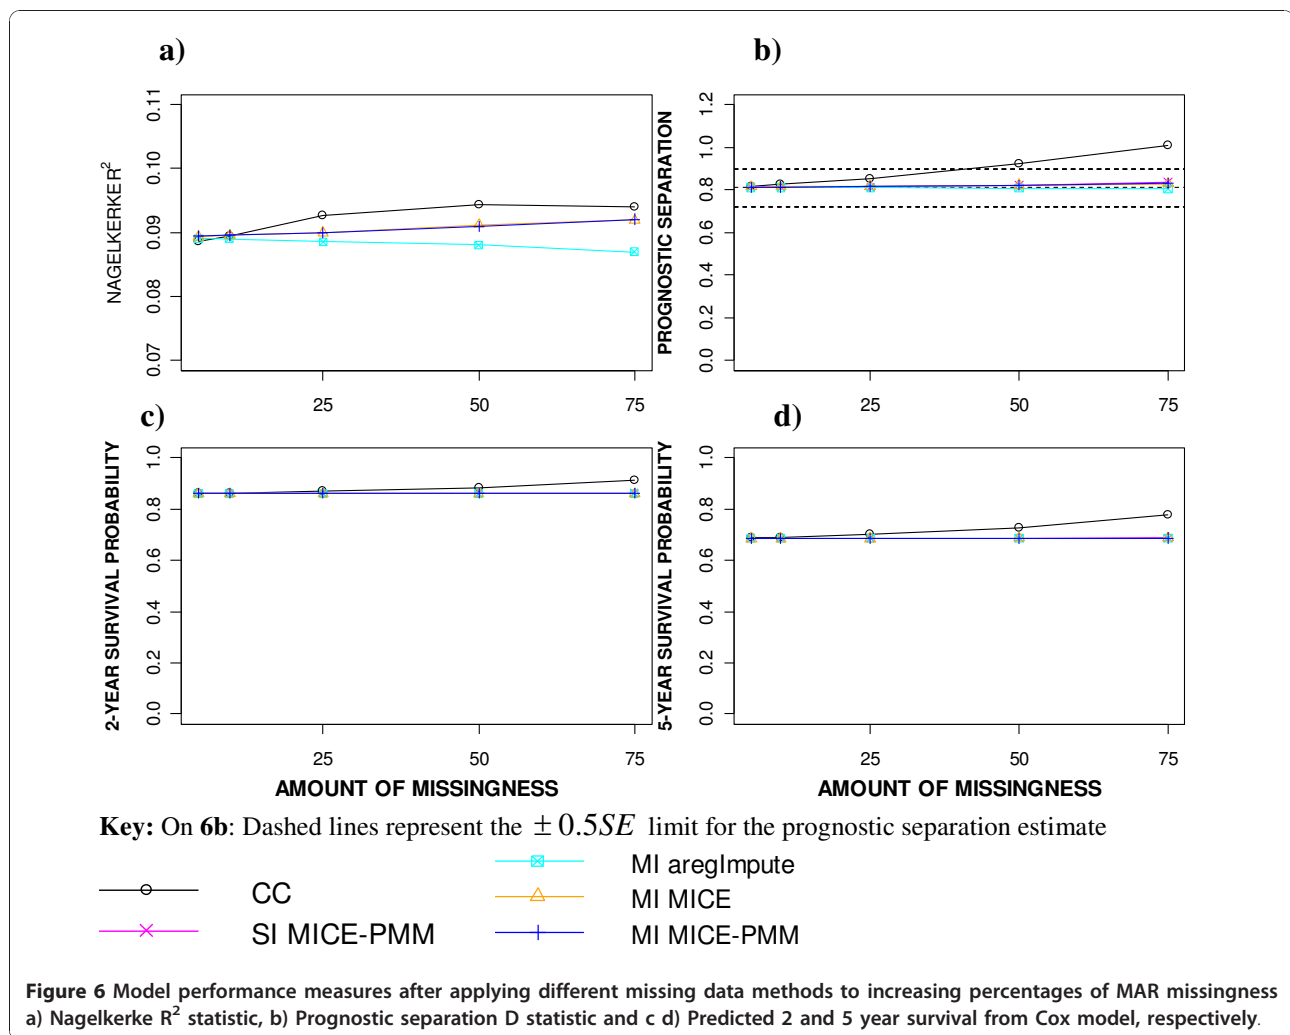 a)
b)
NAGELKERKER²
0.07 0.08 0.09 0.10 0.11
25 50 75
PROGNOSTIC SEPARATION
0.0 0.2 0.4 0.6 0.8 1.0 1.2
25 50 75
c)
d)
2-YEAR SURVIVAL PROBABILITY
0.0 0.2 0.4 0.6 0.8 1.0
25 50 75
AMOUNT OF MISSINGNESS
5-YEAR SURVIVAL PROBABILITY
0.0 0.2 0.4 0.6 0.8 1.0
25 50 75
AMOUNT OF MISSINGNESS
Key: On 6b: Dashed lines represent the ± 0.5SE limit for the prognostic separation estimate
CC
SI MICE-PMM
MI aregImpute
MI MICE
MI MICE-PMM
Figure 6 Model performance measures after applying different missing data methods to increasing percentages of MAR missingness
a) Nagelkerke R² statistic, b) Prognostic separation D statistic and c d) Predicted 2 and 5 year survival from Cox model, respectively.